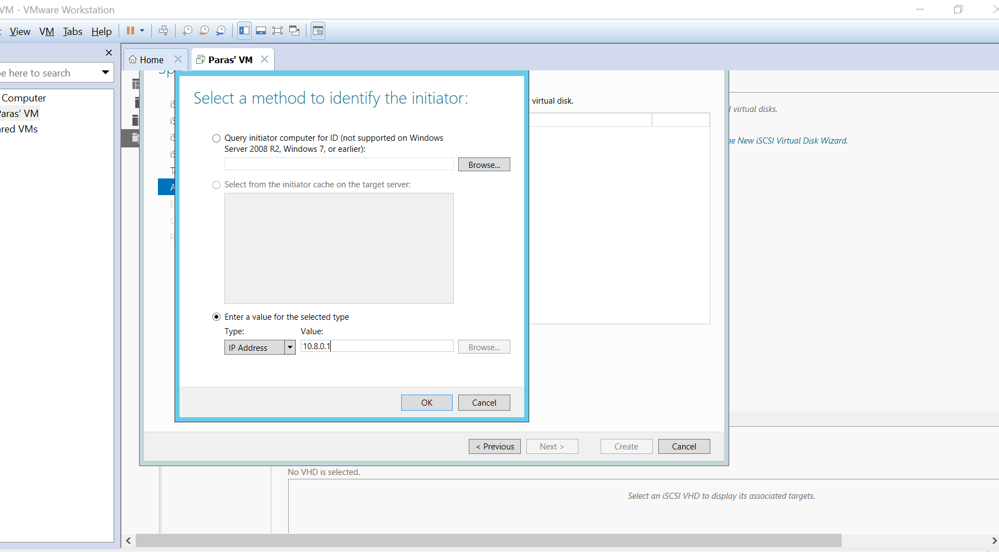 VM - VMware Workstation
View VM Tabs Help
Home
Paras' VM
here to search
Computer
Paras' VM
red VMs
Select a method to identify the initiator:
virtual disk.
virtual disks.
Query initiator computer for ID (not supported on Windows
Server 2008 R2, Windows 7, or earlier):
Browse...
New iSCSI Virtual Disk Wizard.
Select from the initiator cache on the target server:
Enter a value for the selected type
Type:
Value:
IP Address
10.8.0.1
Browse...
OK
Cancel
< Previous
Next >
Create
Cancel
No VHD is selected.
Select an iSCSI VHD to display its associated targets.